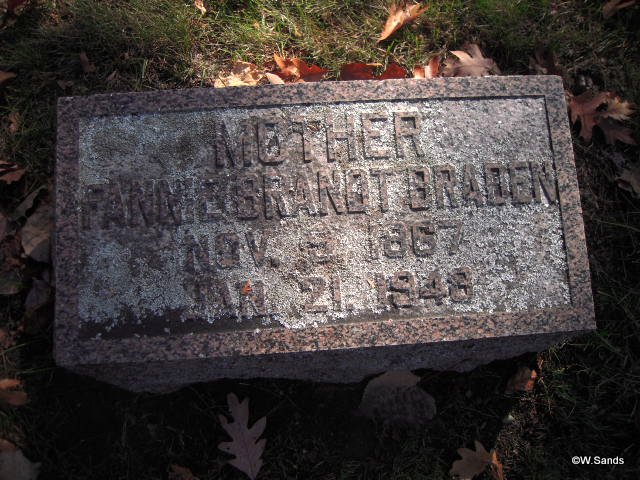 MOTHER
FANNIE BRANDT BRADEN
NOV. 2, 1867
JAN. 21, 1948
©W.Sands